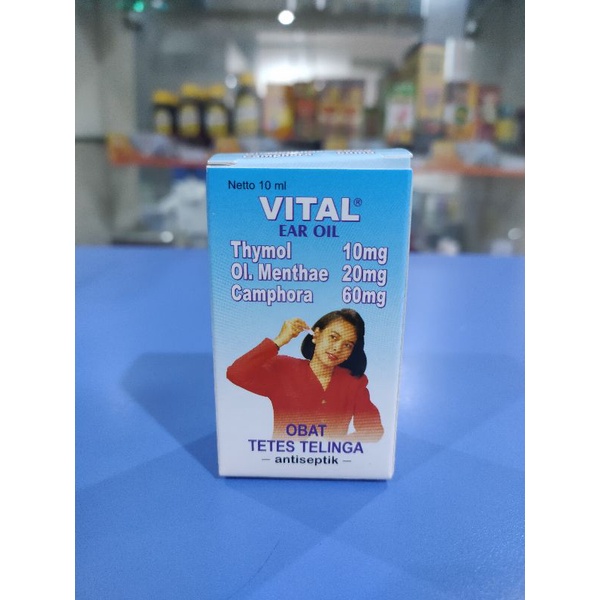 Netto 10 ml
VITAL®
EAR OIL
Thymol 10mg
Ol. Menthae 20mg
Camphora 60mg
OBAT
TETES TELINGA
– antiseptik –